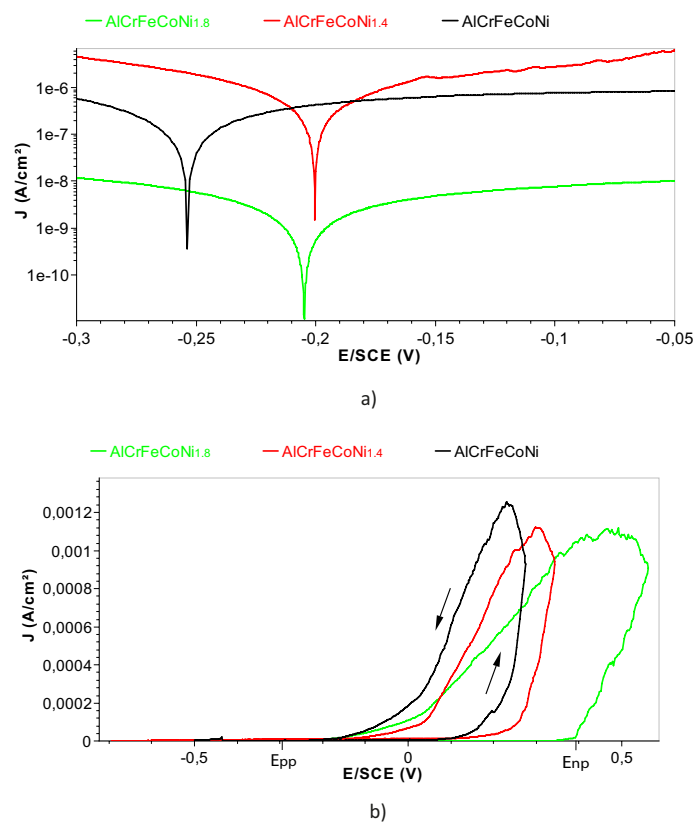 AlCrFeCoNi1.8 AlCrFeCoNi1.4 AlCrFeCoNi
1e-6
1e-7
1e-8
1e-9
1e-10
J (A/cm²)
-0,3 -0,25 -0,2 -0,15 -0,1 -0,05
E/SCE (V)
a)
AlCrFeCoNi1.8 AlCrFeCoNi1.4 AlCrFeCoNi
0,0012
0,001
0,0008
0,0006
0,0004
0,0002
0
J (A/cm²)
-0,5 Epp 0 Enp 0,5
E/SCE (V)
b)